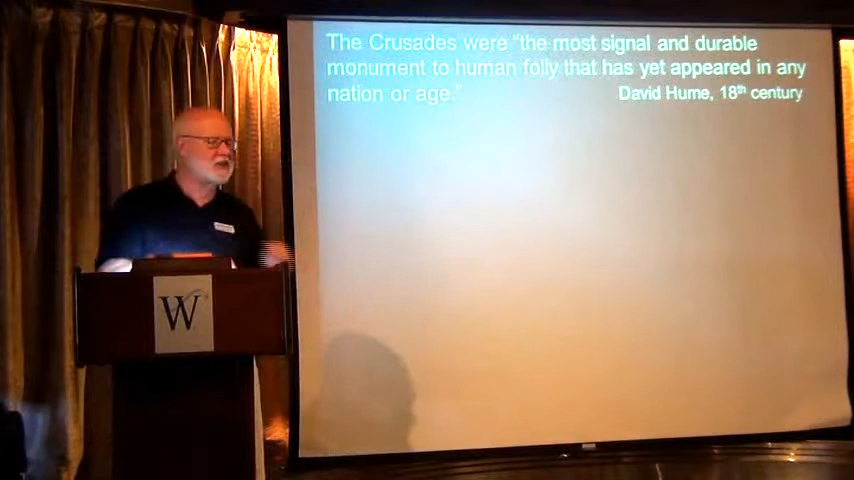 The Crusades were "the most signal and durable
monument to human folly that has yet appeared in any
nation or age."
David Hume, 18th century
W